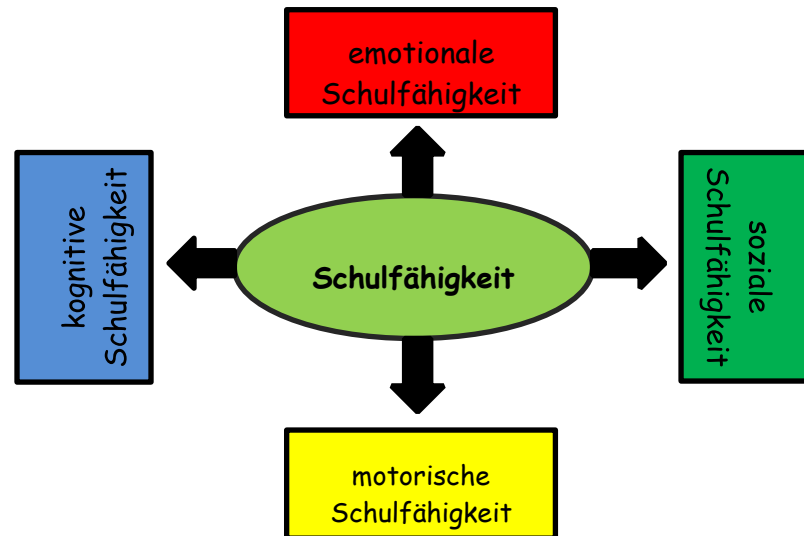 emotionale
Schulfähigkeit
kognitive
Schulfähigkeit
Schulfähigkeit
soziale
Schulfähigkeit
motorische
Schulfähigkeit